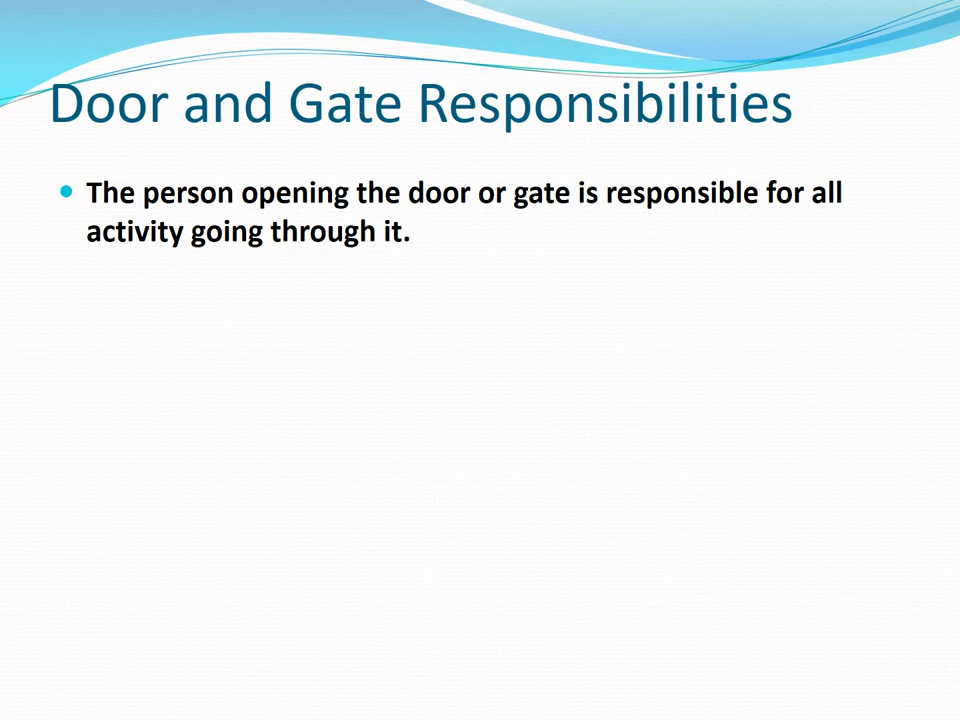 Door and Gate Responsibilities
The person opening the door or gate is responsible for all
activity going through it.